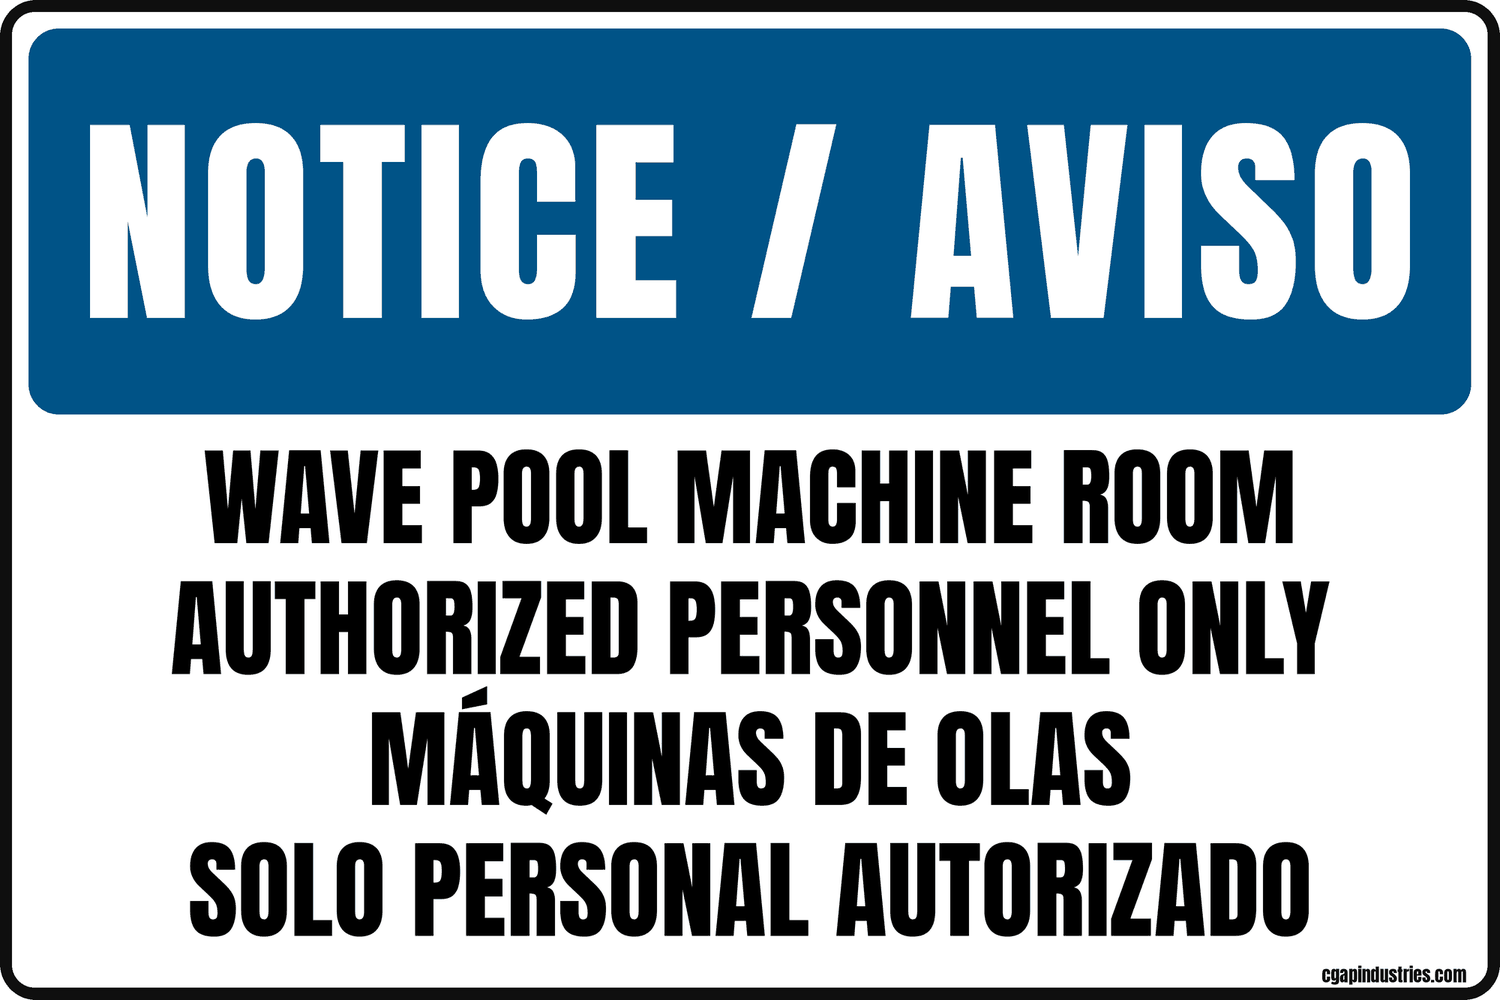 NOTICE / AVISO
WAVE POOL MACHINE ROOM
AUTHORIZED PERSONNEL ONLY
MÁQUINAS DE OLAS
SOLO PERSONAL AUTORIZADO
cgapindustries.com